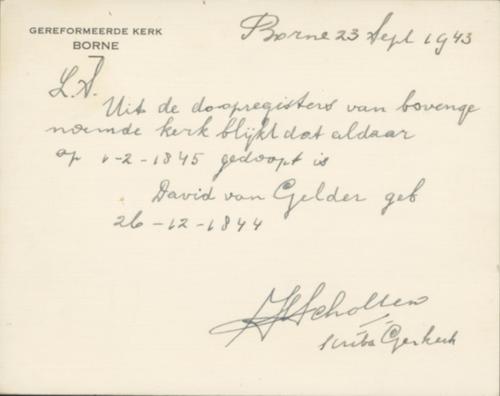 GEREFORMEERDE KERK
BORNE
Borne 23 Sept 1943
L.S.
Uit de doopregisters van bovenge
noemde kerk blijkt dat aldaar
op 1-2-1845 gedoopt is
David van Gelder geb
26-12-1844
Scholten
scriba Ger kerk